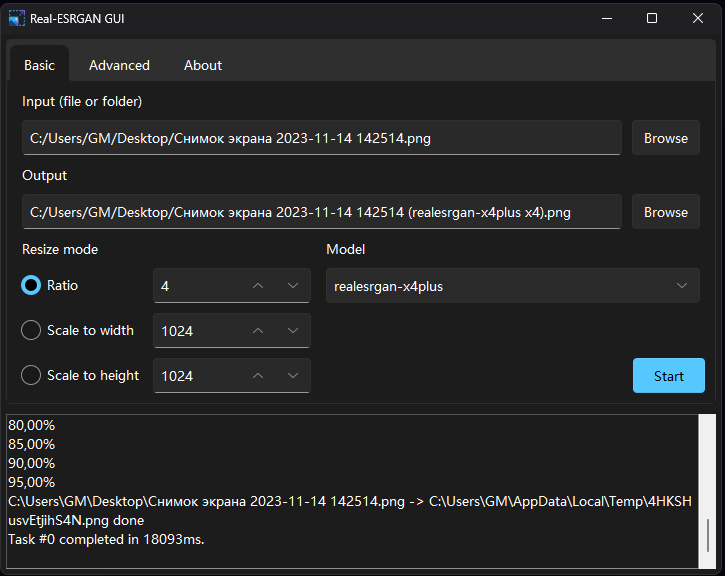 Real-ESRGAN GUI
Basic Advanced About
Input (file or folder)
C:/Users/GM/Desktop/Снимок экрана 2023-11-14 142514.png Browse
Output
C:/Users/GM/Desktop/Снимок экрана 2023-11-14 142514 (realesrgan-x4plus x4).png Browse
Resize mode Model
Ratio 4 realesrgan-x4plus
Scale to width 1024
Scale to height 1024 Start
80,00%
85,00%
90,00%
95,00%
C:\Users\GM\Desktop\Снимок экрана 2023-11-14 142514.png -> C:\Users\GM\AppData\Local\Temp\4HKSH
usvEtjihS4N.png done
Task #0 completed in 18093ms.